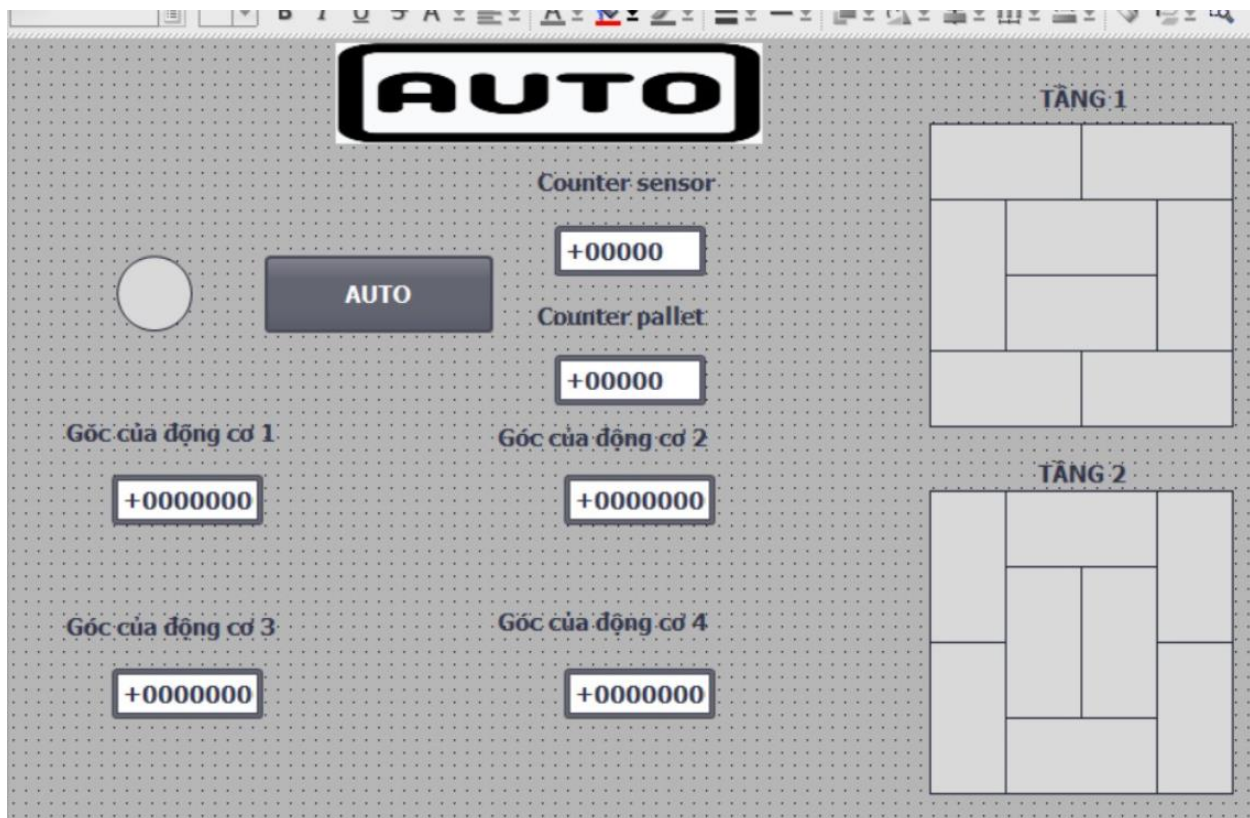 B I U S A A
AUTO
TẦNG 1
Counter sensor
+00000
AUTO
Counter pallet
+00000
Góc của động cơ 1
Góc của động cơ 2
+0000000
+0000000
TẦNG 2
Góc của động cơ 3
Góc của động cơ 4
+0000000
+0000000